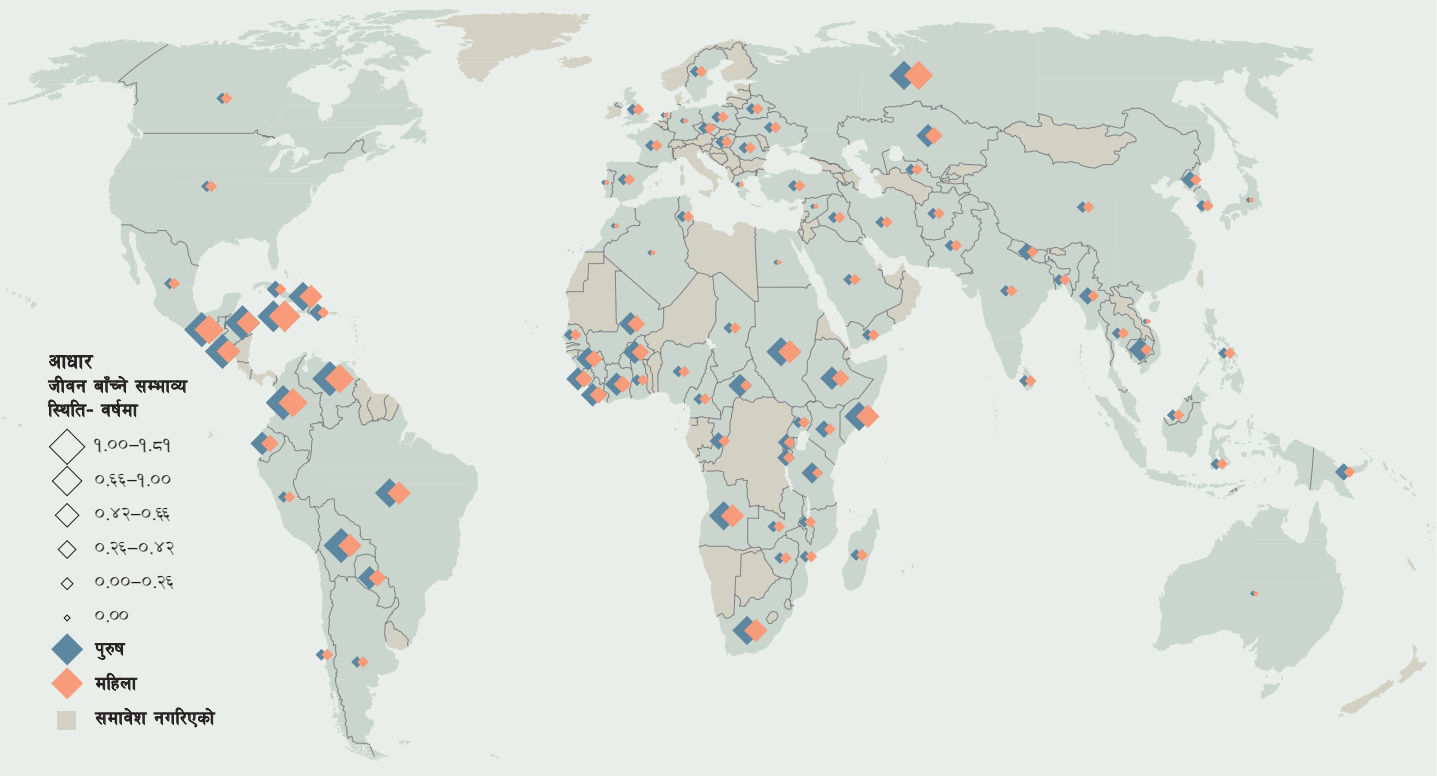 आधार
जीवन बाँच्ने सम्भाव्य
स्थिति- वर्षमा
१.००–१.८१
०.६६–१.००
०.४२–०.६६
०.२६–०.४२
०.००–०.२६
०.००
पुरुष
महिला
समावेश नगरिएको